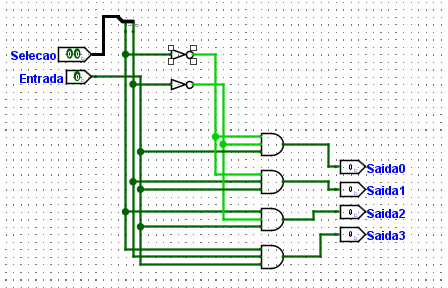 Selecao 00
Entrada 0
0 Saida0
0 Saida1
0 Saida2
0 Saida3